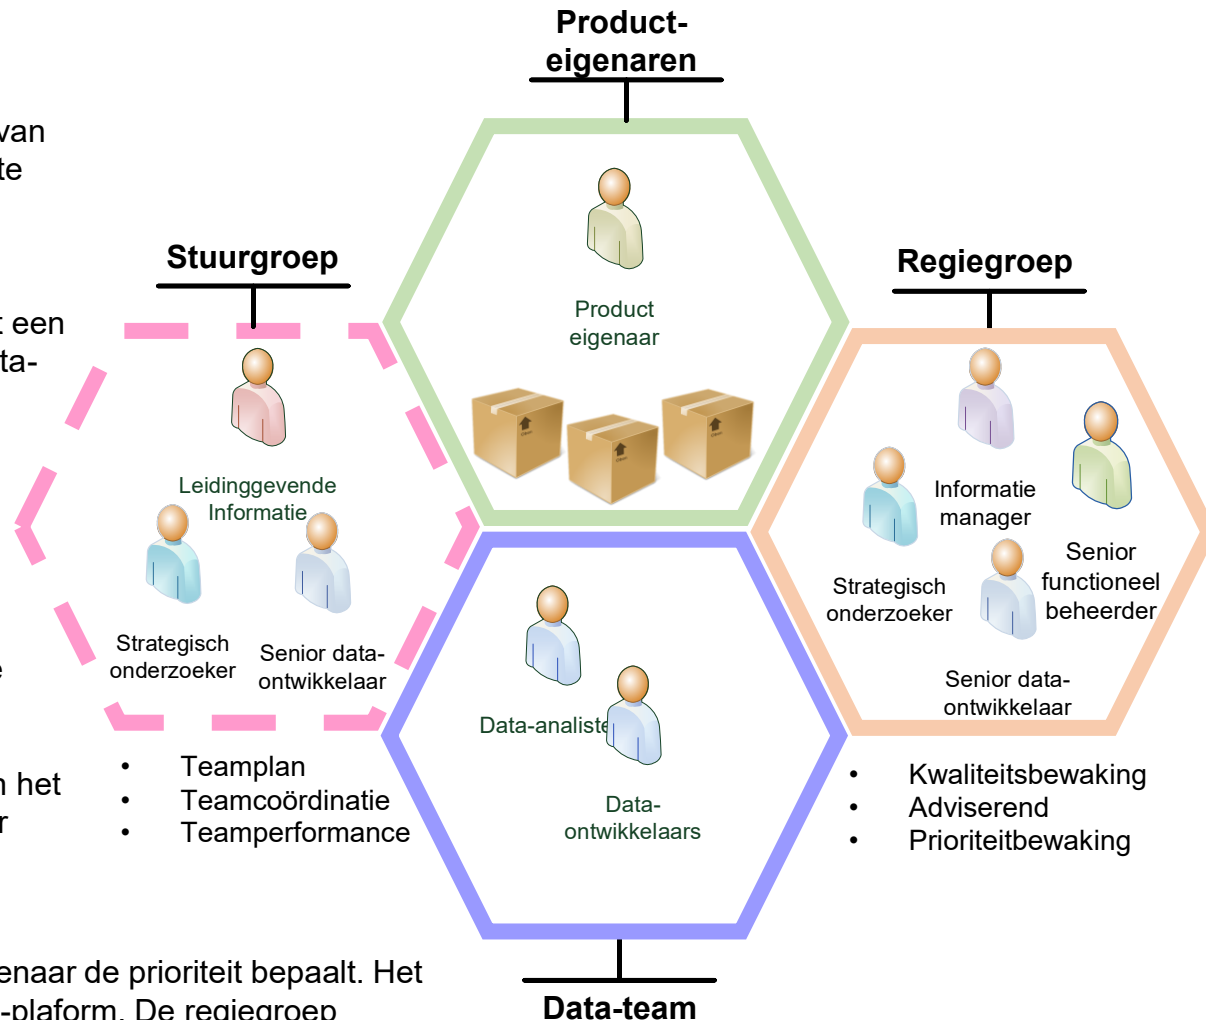 Product-
eigenaren
van
te
Stuurgroep
Regiegroep
Product
eigenaar
t een
ta-
Leidinggevende
Informatie
Informatie
manager
Senior
functioneel
beheerder
Strategisch
onderzoeker
Strategisch
onderzoeker
Senior data-
ontwikkelaar
e
Senior data-
ontwikkelaar
Data-analiste
Data-
ontwikkelaars
• Teamplan
• Teamcoördinatie
• Teamperformance
n het
r
• Kwaliteitsbewaking
• Adviserend
• Prioriteitbewaking
enaar de prioriteit bepaalt. Het
-plaform. De regiegroep
Data-team